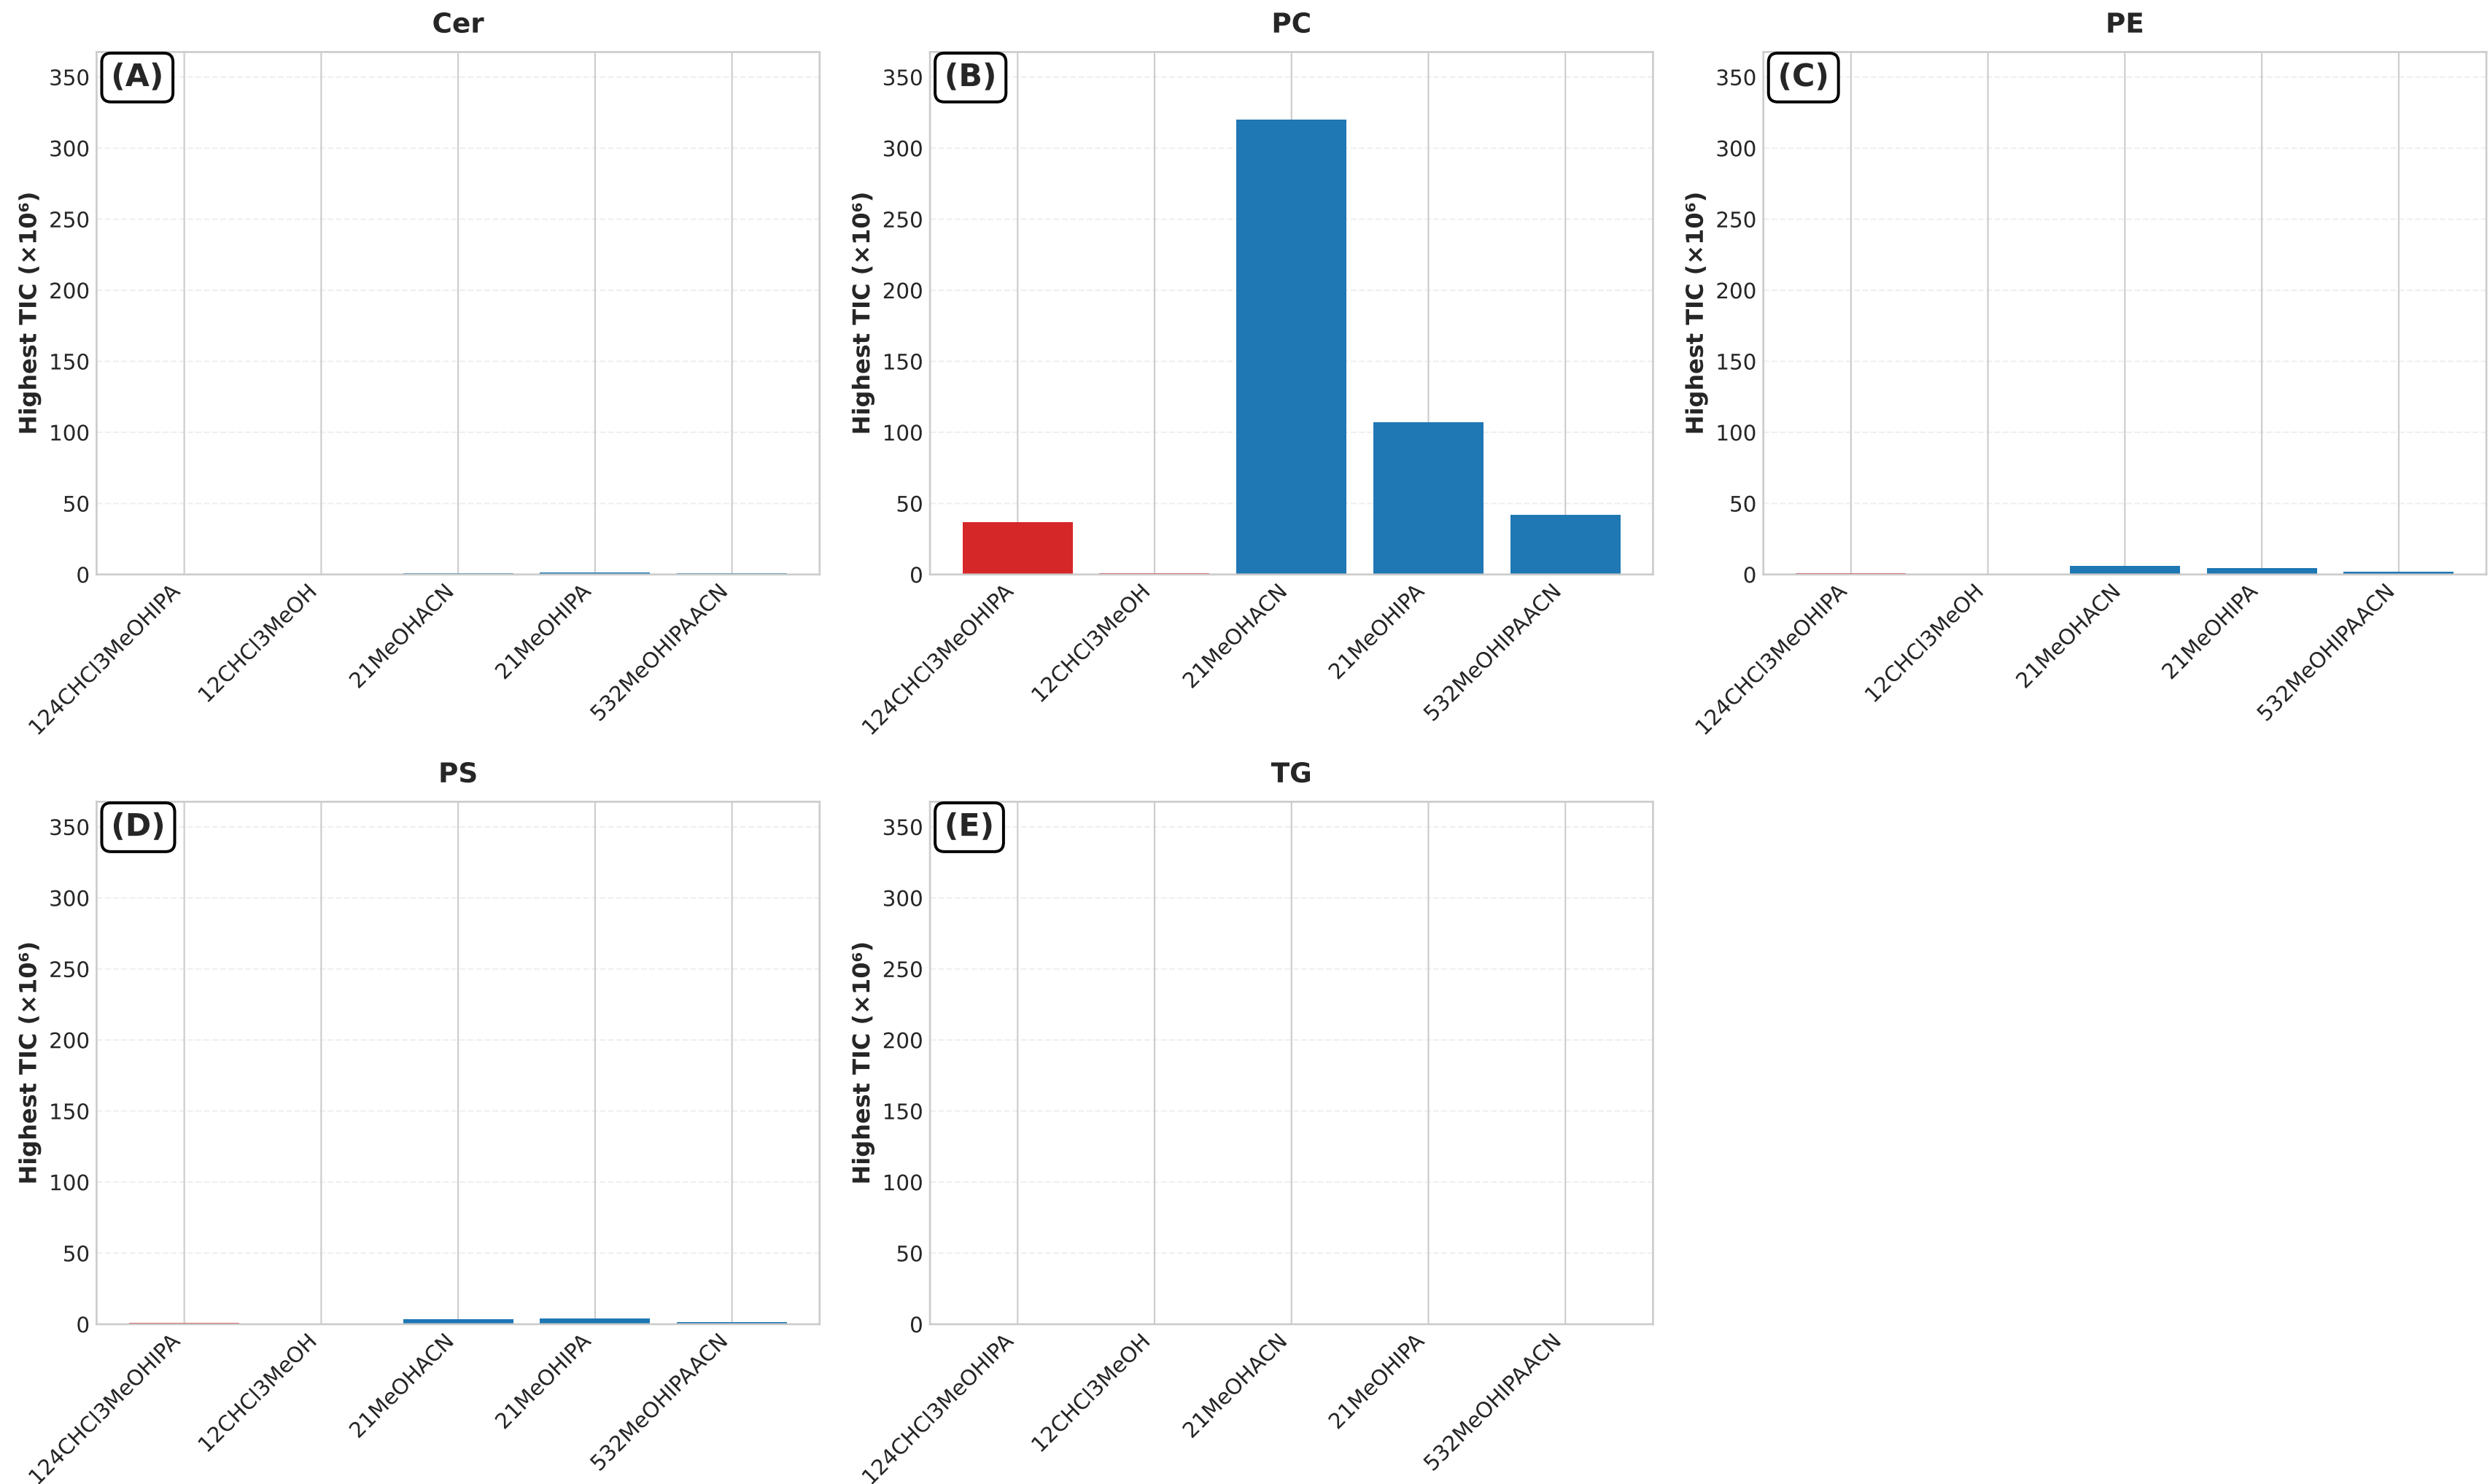 Cer
(A)
Highest TIC (×10⁶)
350
300
250
200
150
100
50
0
124CHCl3MeOHIPA
12CHCl3MeOH
21MeOHACN
21MeOHIPA
532MeOHIPAACN
PC
(B)
Highest TIC (×10⁶)
350
300
250
200
150
100
50
0
124CHCl3MeOHIPA
12CHCl3MeOH
21MeOHACN
21MeOHIPA
532MeOHIPAACN
PE
(C)
Highest TIC (×10⁶)
350
300
250
200
150
100
50
0
124CHCl3MeOHIPA
12CHCl3MeOH
21MeOHACN
21MeOHIPA
532MeOHIPAACN
PS
(D)
Highest TIC (×10⁶)
350
300
250
200
150
100
50
0
124CHCl3MeOHIPA
12CHCl3MeOH
21MeOHACN
21MeOHIPA
532MeOHIPAACN
TG
(E)
Highest TIC (×10⁶)
350
300
250
200
150
100
50
0
124CHCl3MeOHIPA
12CHCl3MeOH
21MeOHACN
21MeOHIPA
532MeOHIPAACN